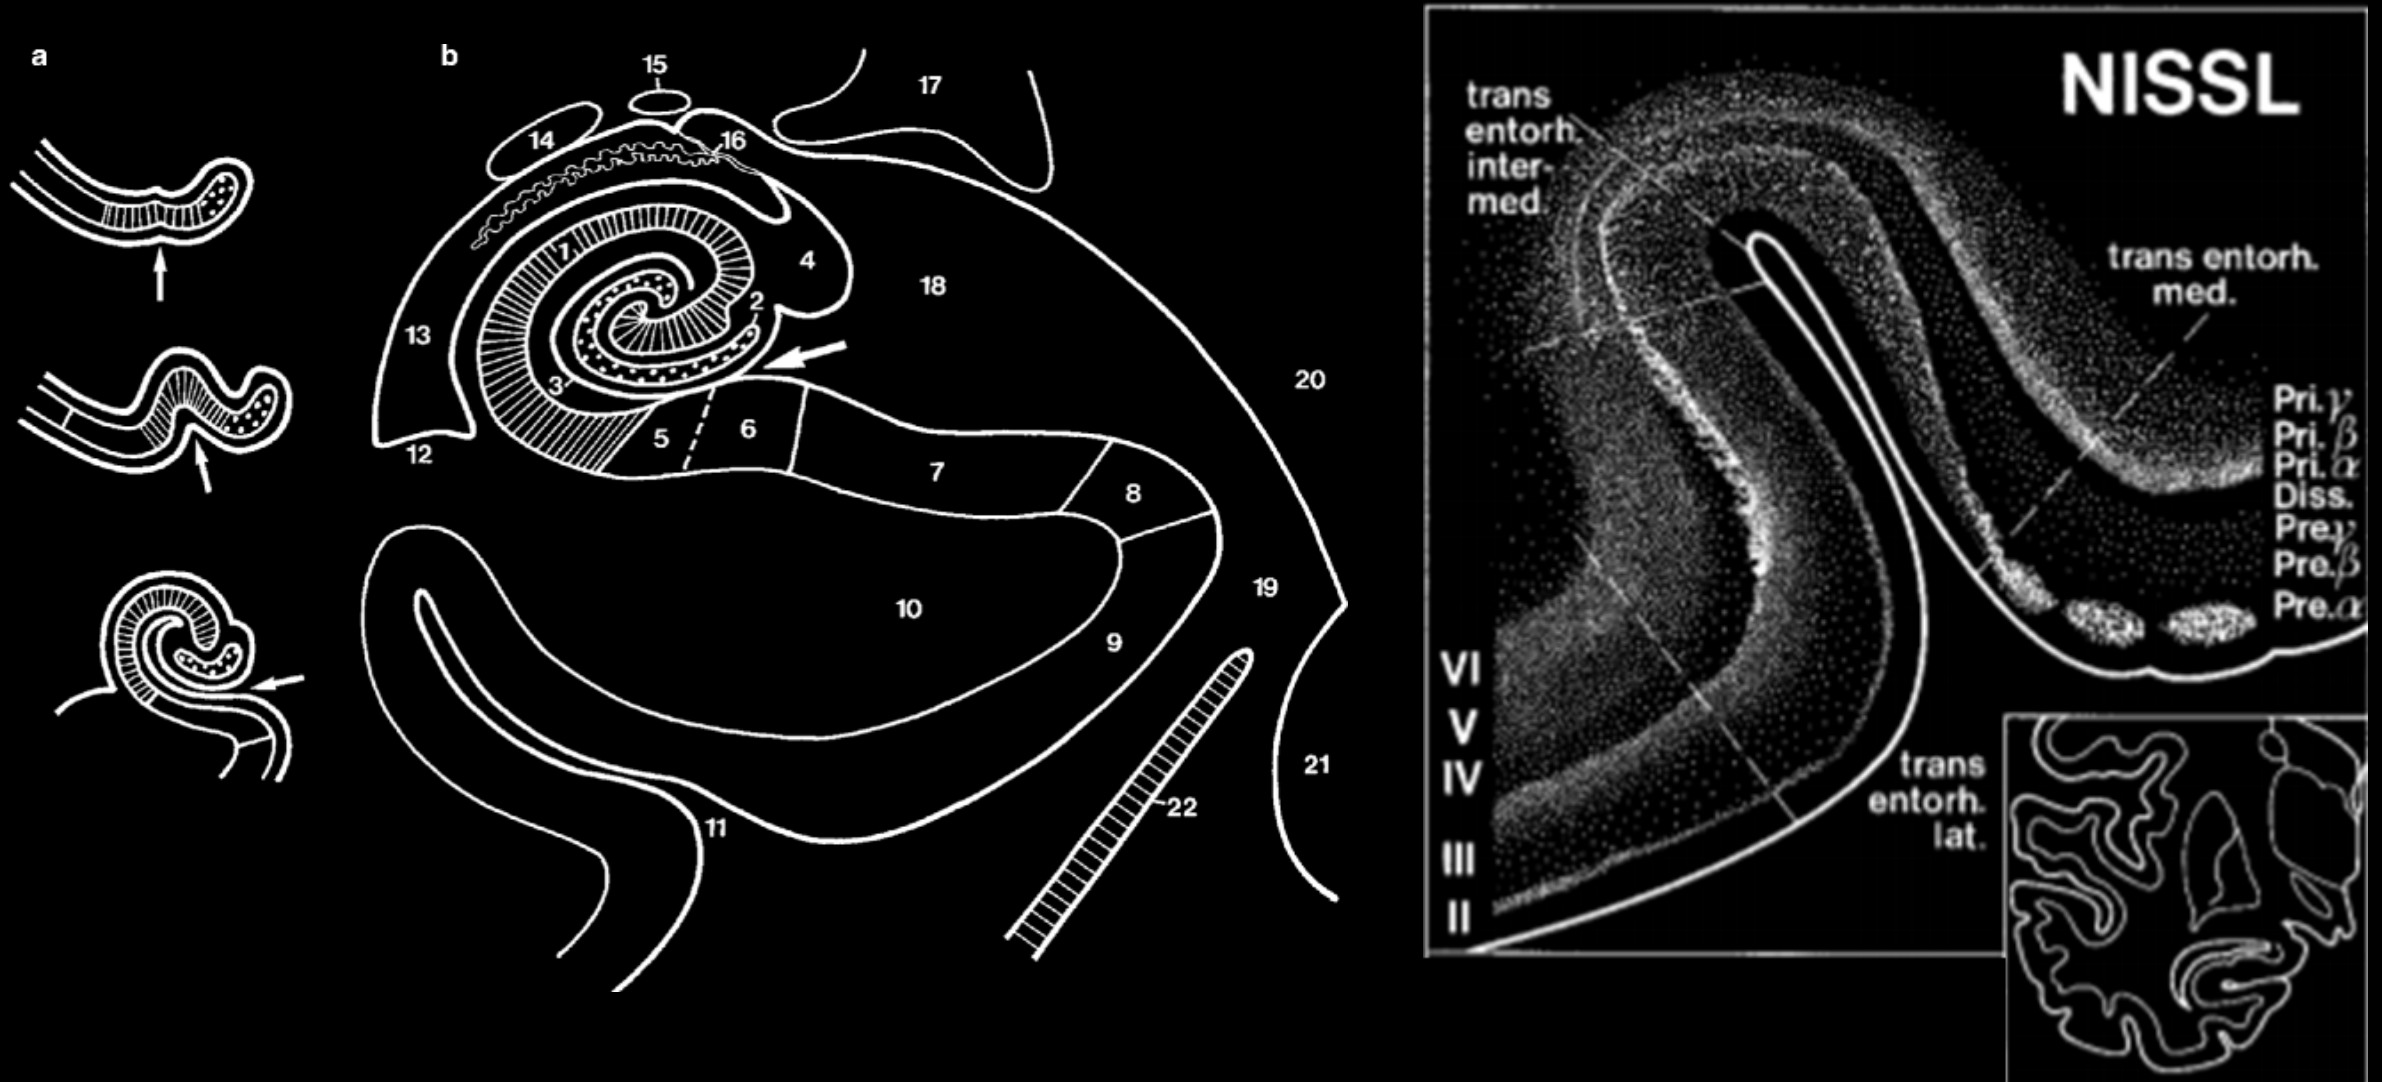 a
b
15
17
14
16
1
4
2
18
13
3
20
5
6
12
7
8
10
19
9
21
22
11
NISSL
trans
entorh.
inter-
med.
trans entorh.
med.
Pri.γ
Pri.β
Pri.α
Diss.
Pre.γ
Pre.β
Pre.α
VI
V
IV
III
II
trans
entorh.
lat.